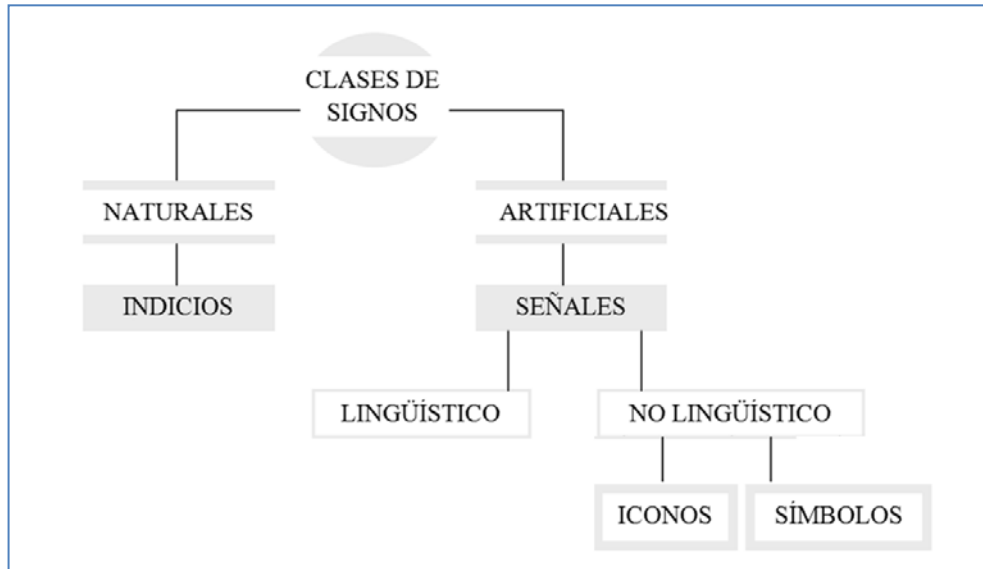 CLASES DE
SIGNOS
NATURALES
ARTIFICIALES
INDICIOS
SEÑALES
LINGÜÍSTICO
NO LINGÜÍSTICO
ICONOS
SÍMBOLOS